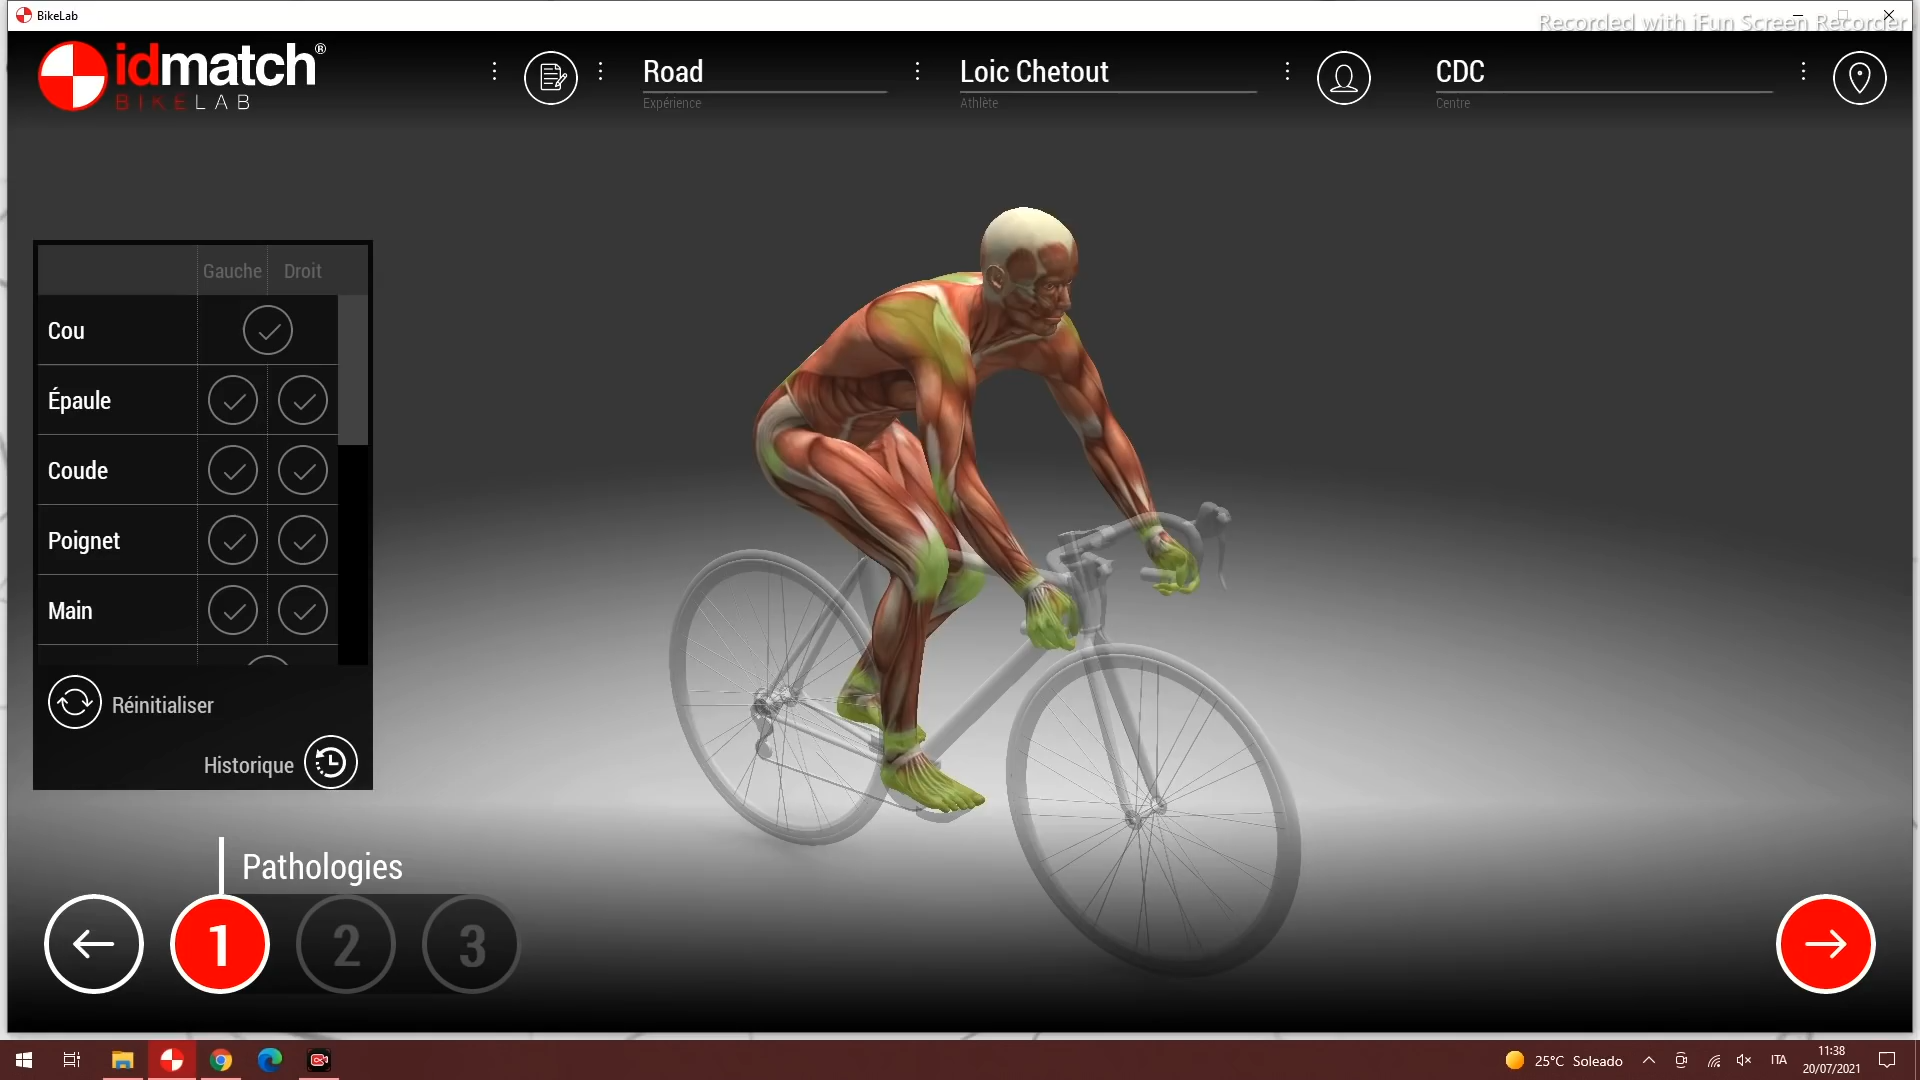 BikeLab
Recorded with iFun Screen Recorder
idmatch®
BIKELAB
Road
Expérience
Loic Chetout
Athlète
CDC
Centre
Gauche Droit
Cou
Épaule
Coude
Poignet
Main
Réinitialiser
Historique
Pathologies
1 2 3
25°C Soleado
ITA
11:38
20/07/2021